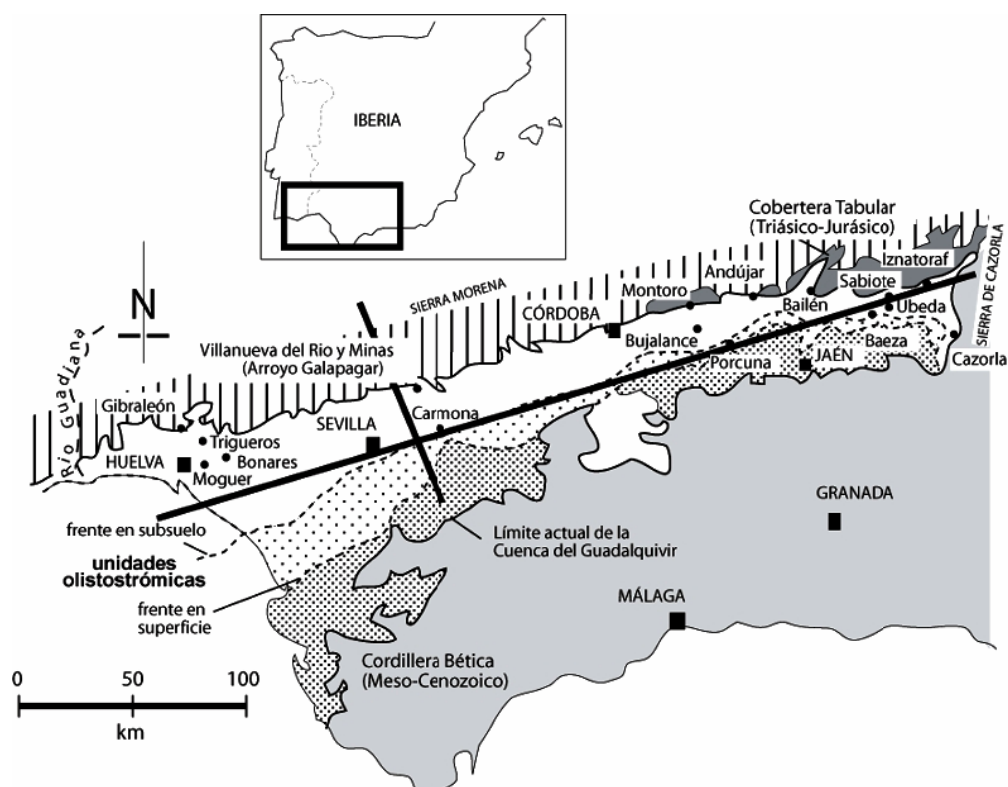 IBERIA
Cobertera Tabular
(Triásico-Jurásico)
Iznatoraf
SIERRA DE CAZORLA
Andújar
Sabiote
Montoro
SIERRA MORENA
Bailén
Úbeda
CÓRDOBA
N
Bujalance
Villanueva del Rio y Minas
(Arroyo Galapagar)
Porcuna
JAÉN
Baeza
Cazorla
Río Guadiana
Gibraleón
SEVILLA
Carmona
Trigueros
HUELVA
Bonares
Moguer
GRANADA
frente en subsuelo
Límite actual de la
Cuenca del Guadalquivir
unidades
olistostrómicas
frente en
superficie
MÁLAGA
Cordillera Bética
(Meso-Cenozoico)
0 50 100
km